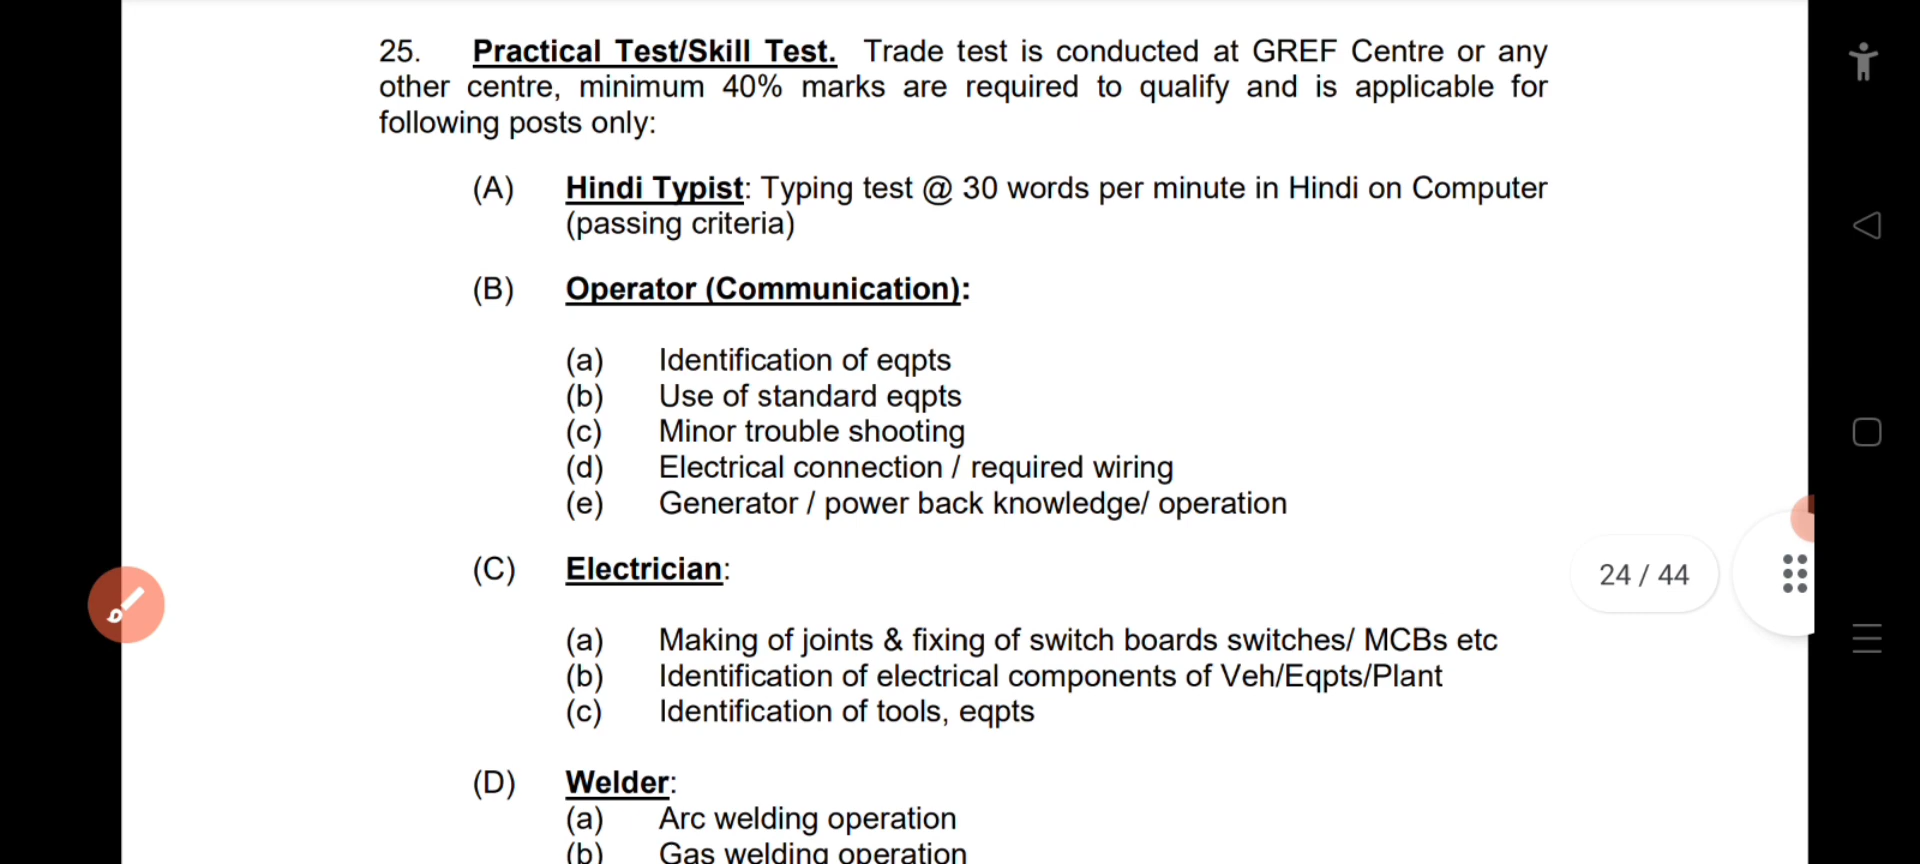 25. Practical Test/Skill Test. Trade test is conducted at GREF Centre or any
other centre, minimum 40% marks are required to qualify and is applicable for
following posts only:
(A) Hindi Typist: Typing test @ 30 words per minute in Hindi on Computer
(passing criteria)
(B) Operator (Communication):
(a) Identification of eqpts
(b) Use of standard eqpts
(c) Minor trouble shooting
(d) Electrical connection / required wiring
(e) Generator / power back knowledge/ operation
(C) Electrician:
24 / 44
(a) Making of joints & fixing of switch boards switches/ MCBs etc
(b) Identification of electrical components of Veh/Eqpts/Plant
(c) Identification of tools, eqpts
(D) Welder:
(a) Arc welding operation
(b) Gas welding operation